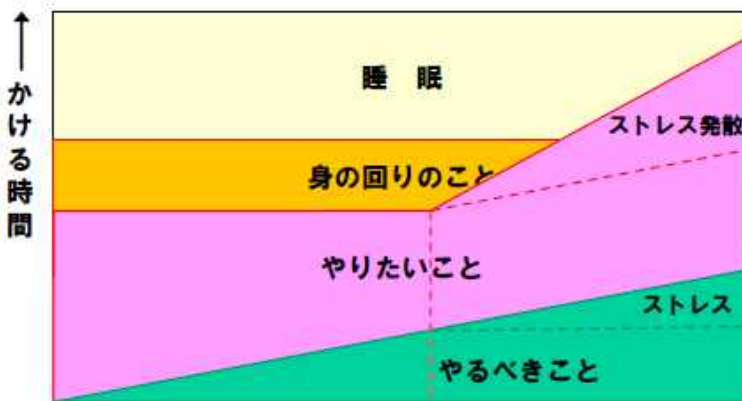 ↑かける時間
睡 眠
ストレス発散
身の回りのこと
やりたいこと
ストレス
やるべきこと